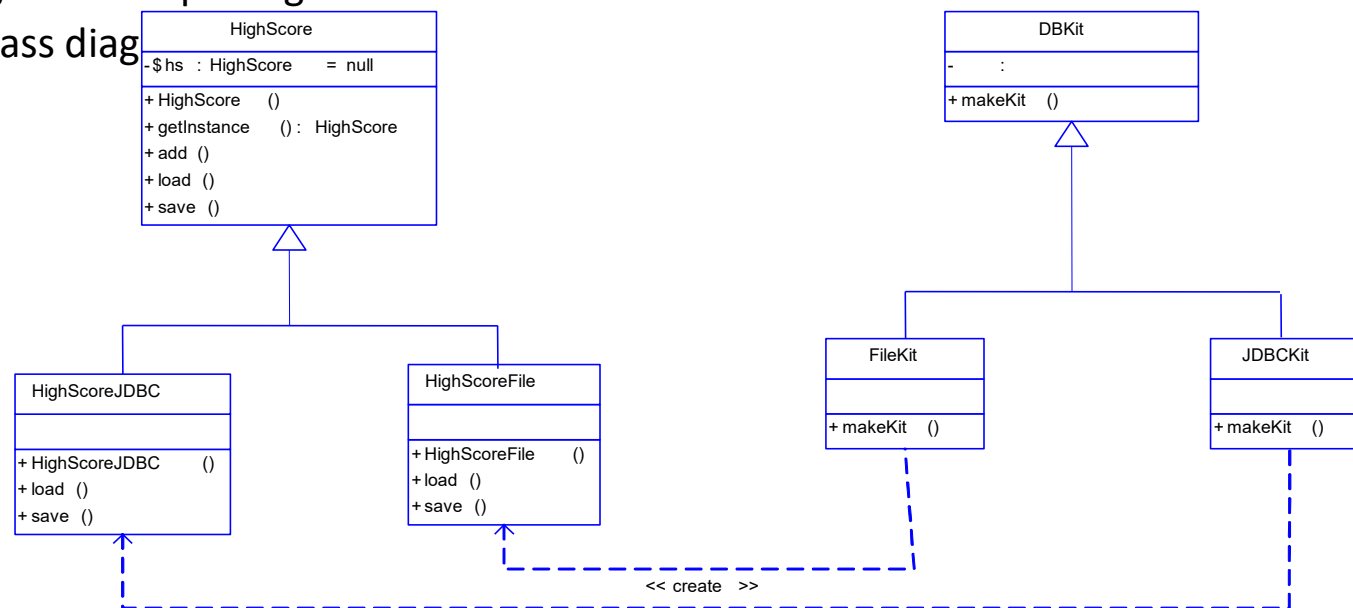 ass diag
HighScore
-$ hs : HighScore = null
+ HighScore ()
+ getInstance () : HighScore
+ add ()
+ load ()
+ save ()
DBKit
- :
+ makeKit ()
HighScoreJDBC
+ HighScoreJDBC ()
+ load ()
+ save ()
HighScoreFile
+ HighScoreFile ()
+ load ()
+ save ()
FileKit
+ makeKit ()
JDBCKit
+ makeKit ()
<< create >>